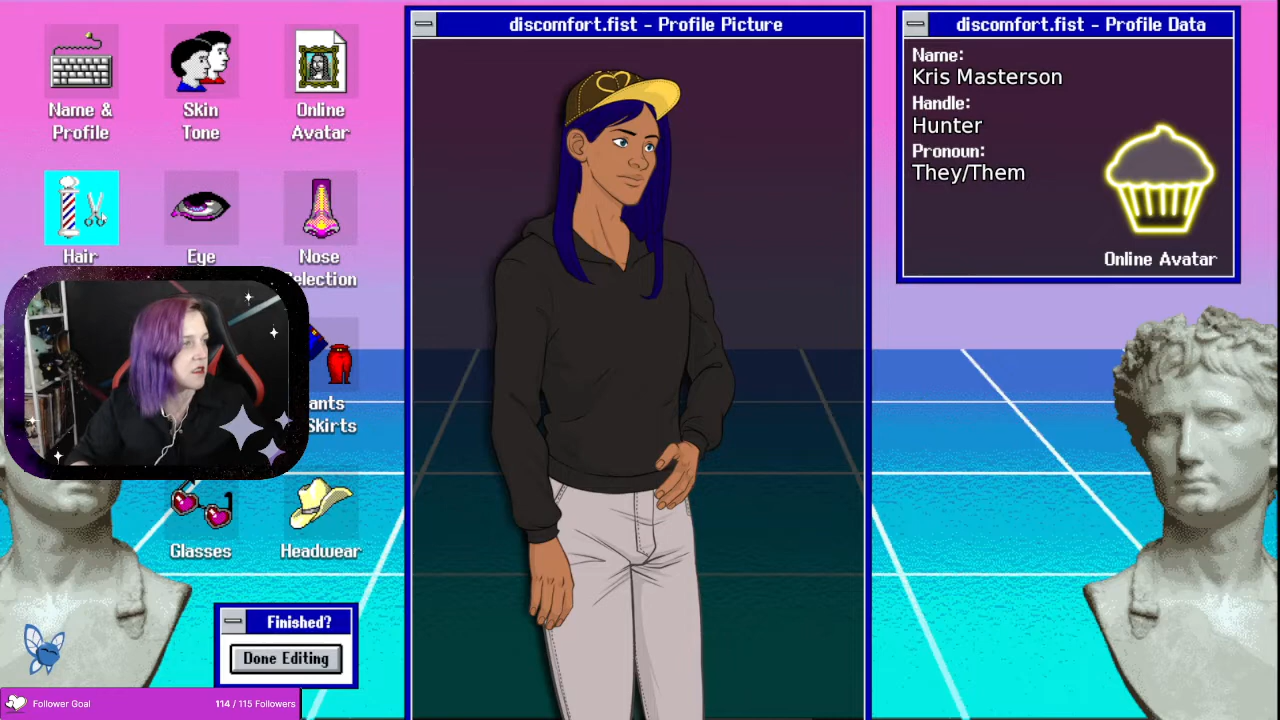 Name &
Profile
Skin
Tone
Online
Avatar
Hair
Eye
Nose
Selection
ants
Skirts
Glasses
Headwear
Finished?
Done Editing
Follower Goal
114 / 115 Followers
discomfort.fist - Profile Picture
discomfort.fist - Profile Data
Name:
Kris Masterson
Handle:
Hunter
Pronoun:
They/Them
Online Avatar